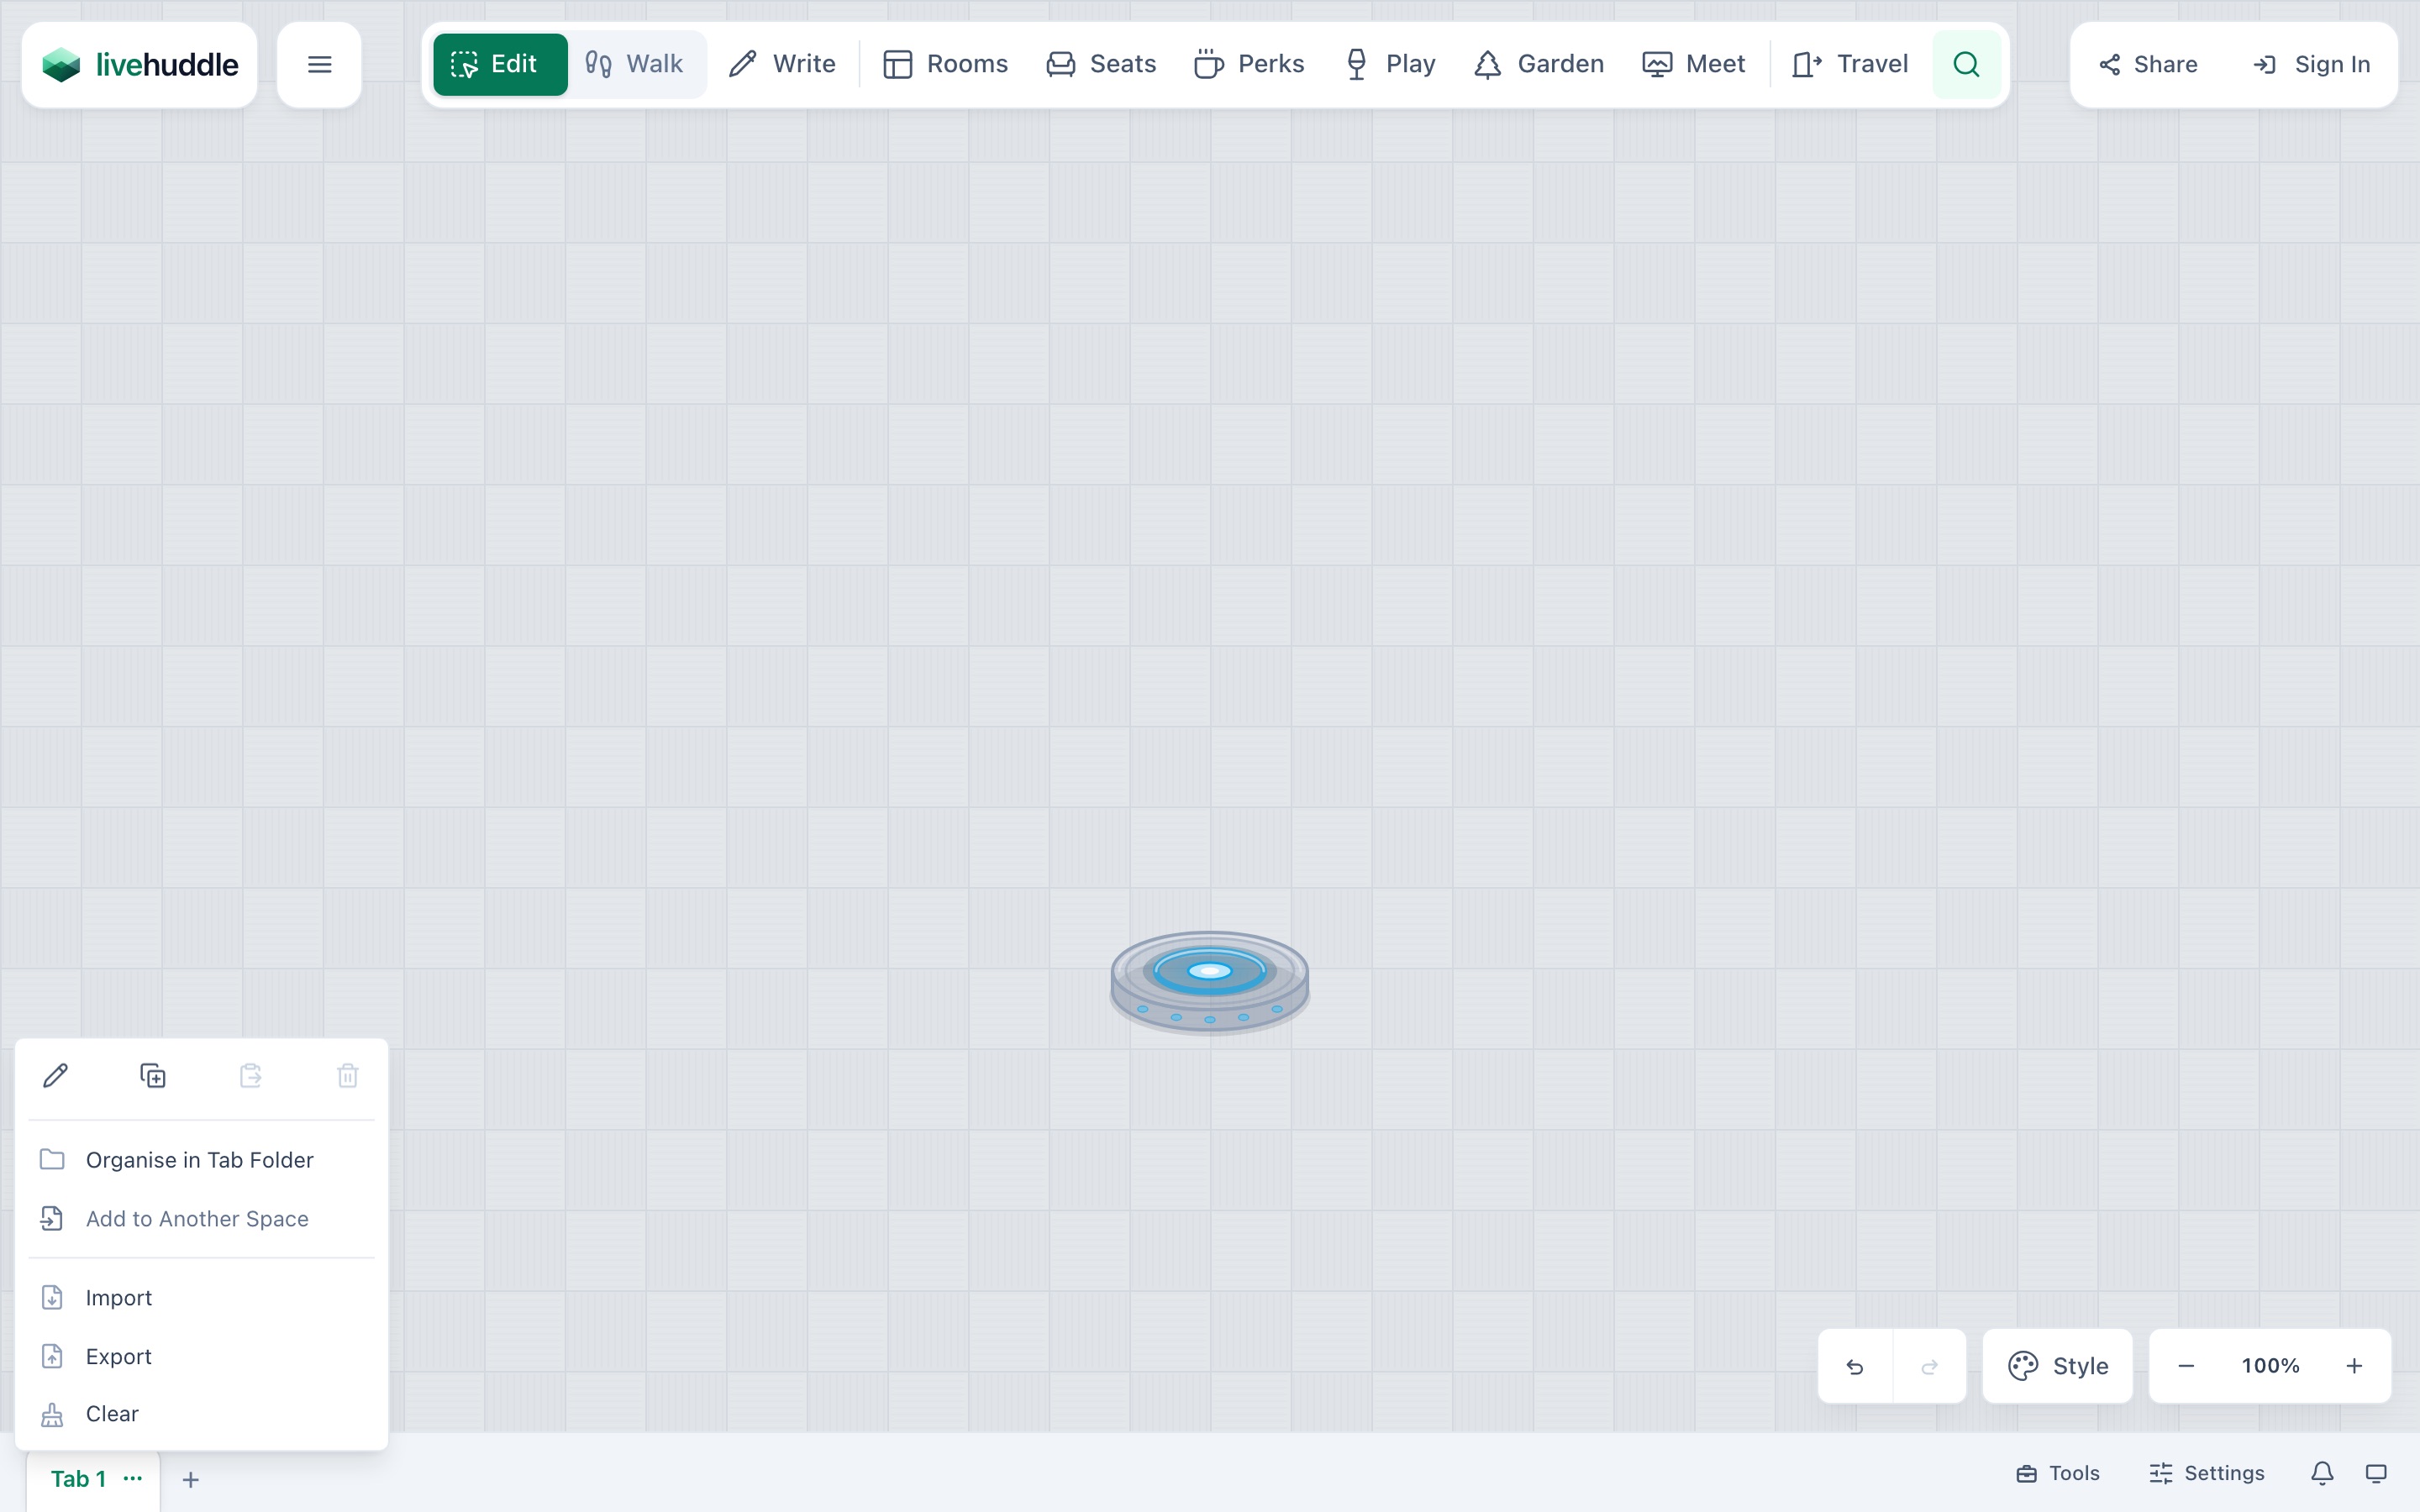 livehuddle
Edit
Walk
Write
Rooms
Seats
Perks
Play
Garden
Meet
Travel
Share
Sign In
Organise in Tab Folder
Add to Another Space
Import
Export
Clear
Style
100%
Tab 1
Tools
Settings